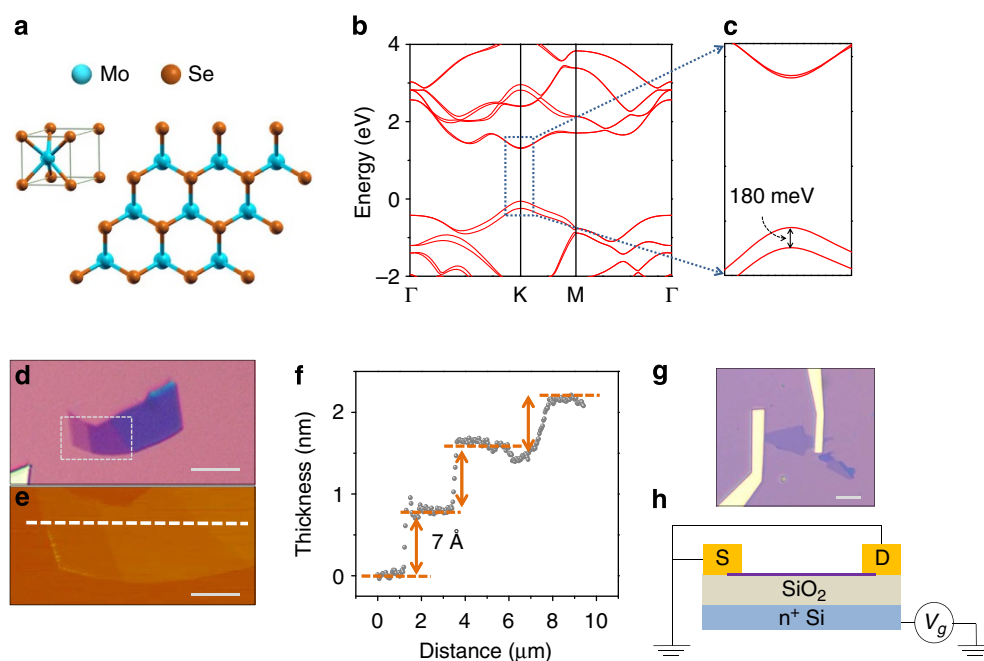 a
Mo
Se
b
4
2
0
−2
Energy (eV)
Γ
K
M
Γ
c
180 meV
d
e
f
2
1
0
Thickness (nm)
7 Å
0
2
4
6
8
10
Distance (μm)
g
h
S
D
SiO₂
n⁺ Si
V_g